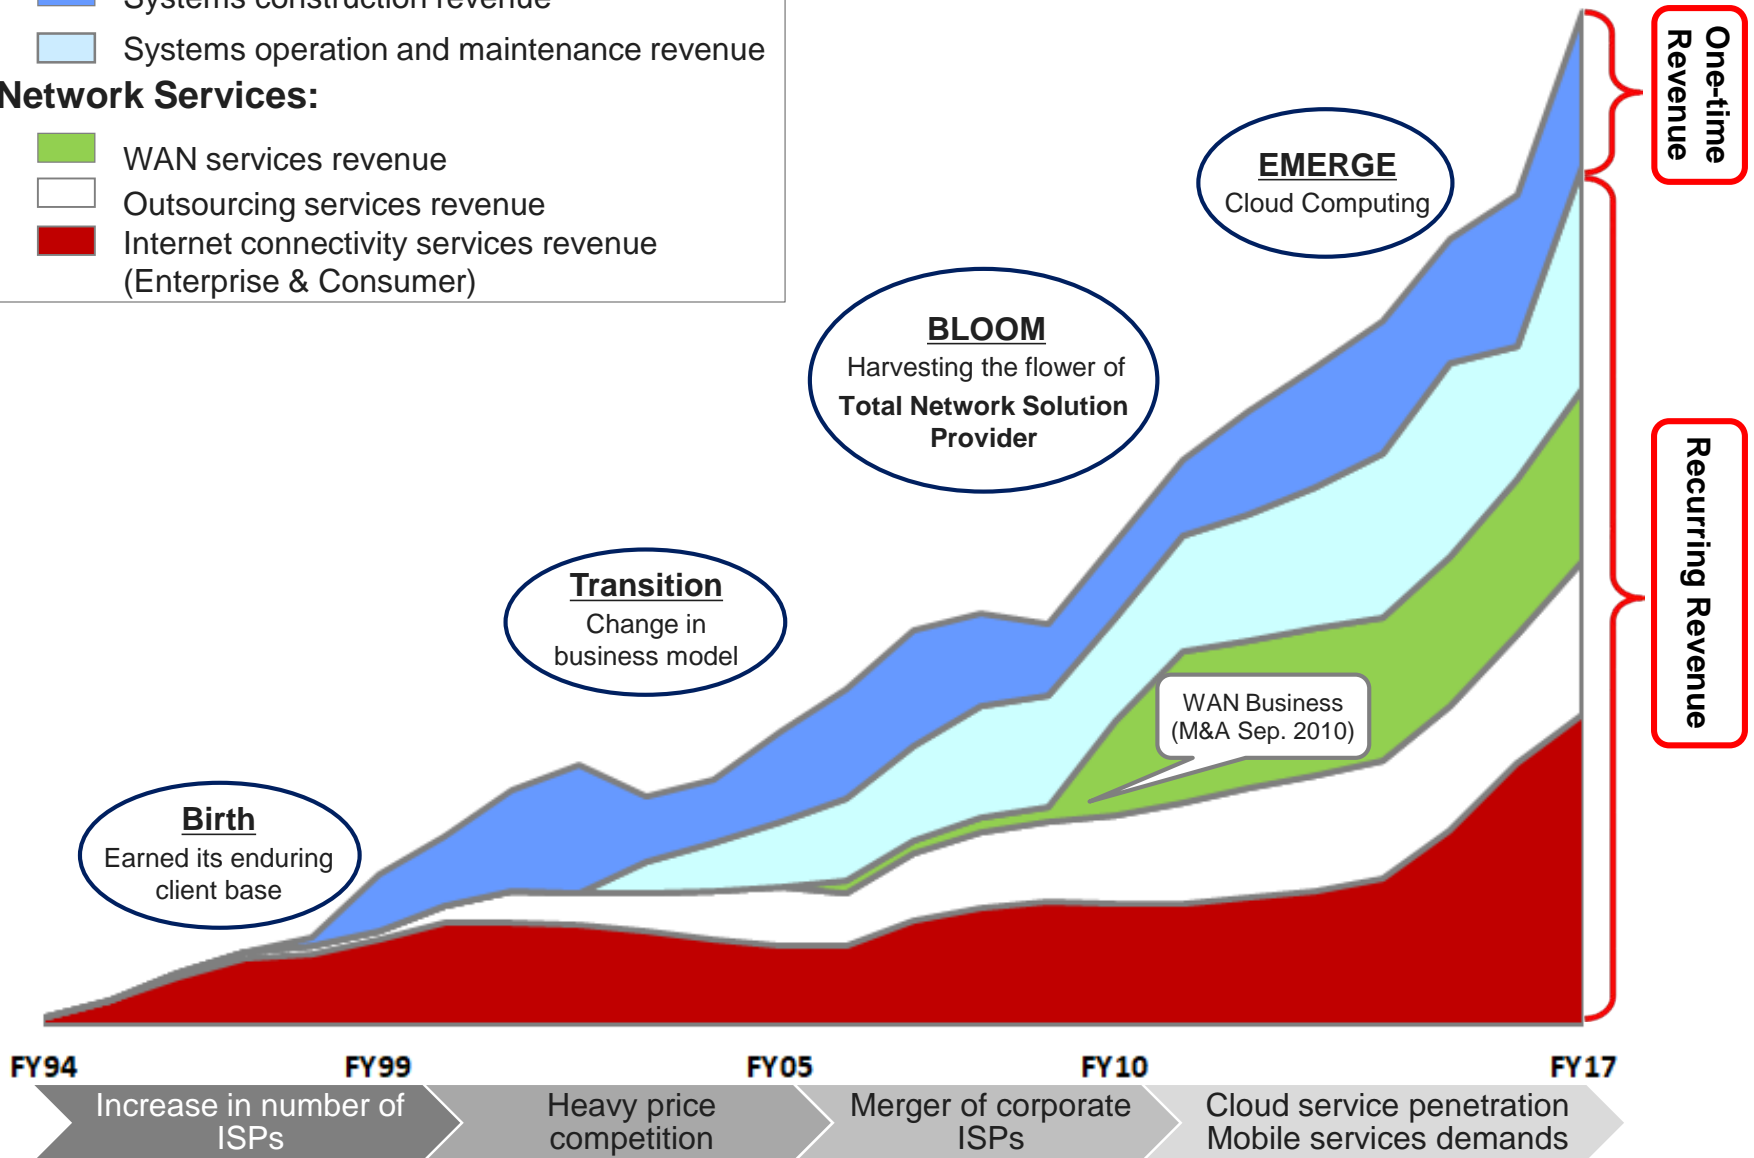 Systems construction revenue
Systems operation and maintenance revenue
Network Services:
WAN services revenue
Outsourcing services revenue
Internet connectivity services revenue
(Enterprise & Consumer)
One-time
Revenue
EMERGE
Cloud Computing
BLOOM
Harvesting the flower of
Total Network Solution
Provider
Recurring Revenue
Transition
Change in
business model
WAN Business
(M&A Sep. 2010)
Birth
Earned its enduring
client base
FY94
FY99
FY05
FY10
FY17
Increase in number of
ISPs
Heavy price
competition
Merger of corporate
ISPs
Cloud service penetration
Mobile services demands